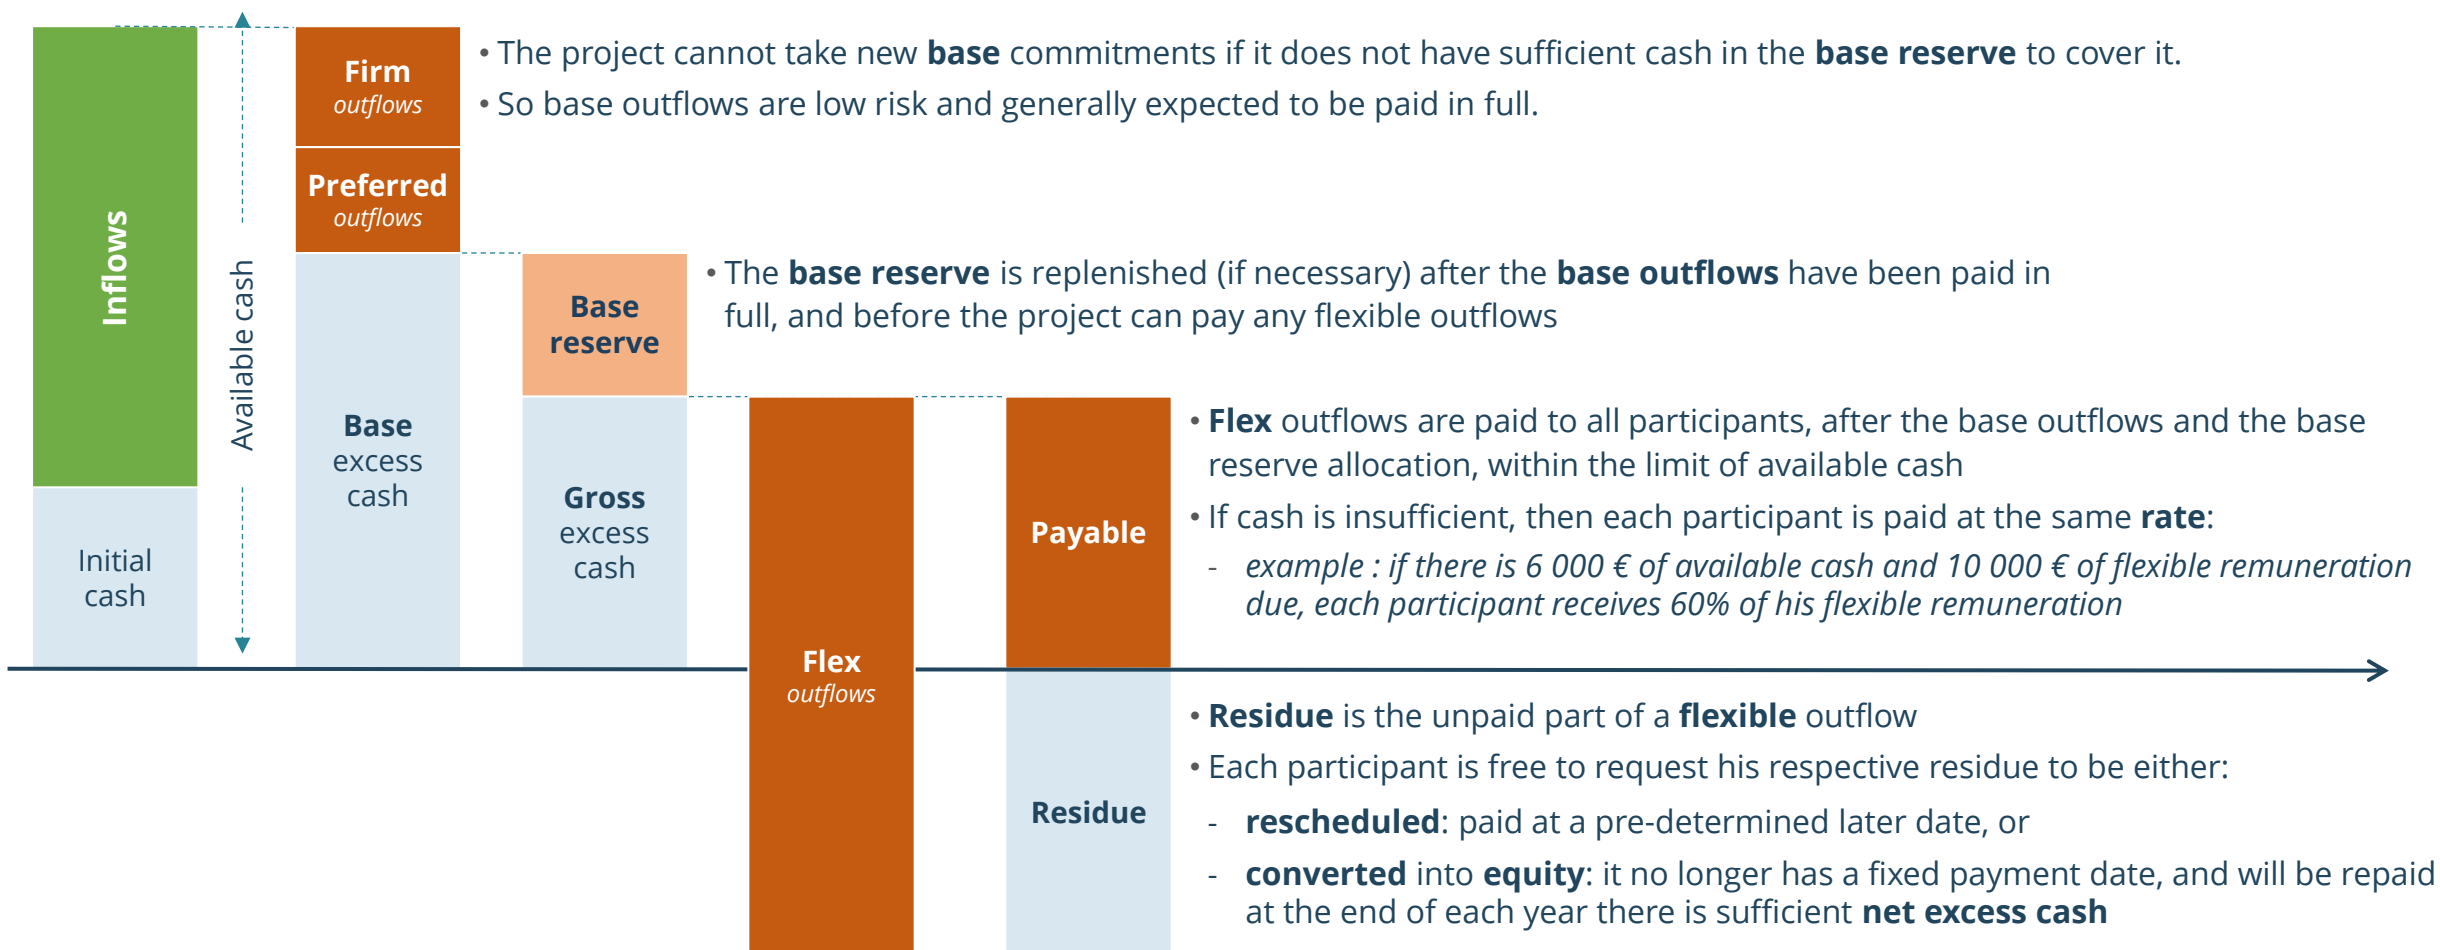 Firm
outflows
• The project cannot take new base commitments if it does not have sufficient cash in the base reserve to cover it.
• So base outflows are low risk and generally expected to be paid in full.
Preferred
outflows
Inflows
Available cash
Base
reserve
• The base reserve is replenished (if necessary) after the base outflows have been paid in
full, and before the project can pay any flexible outflows
Initial
cash
Base
excess
cash
Gross
excess
cash
Flex
outflows
Payable
• Flex outflows are paid to all participants, after the base outflows and the base
reserve allocation, within the limit of available cash
• If cash is insufficient, then each participant is paid at the same rate:
- example : if there is 6 000 € of available cash and 10 000 € of flexible remuneration
due, each participant receives 60% of his flexible remuneration
Residue
• Residue is the unpaid part of a flexible outflow
• Each participant is free to request his respective residue to be either:
- rescheduled: paid at a pre-determined later date, or
- converted into equity: it no longer has a fixed payment date, and will be repaid
at the end of each year there is sufficient net excess cash